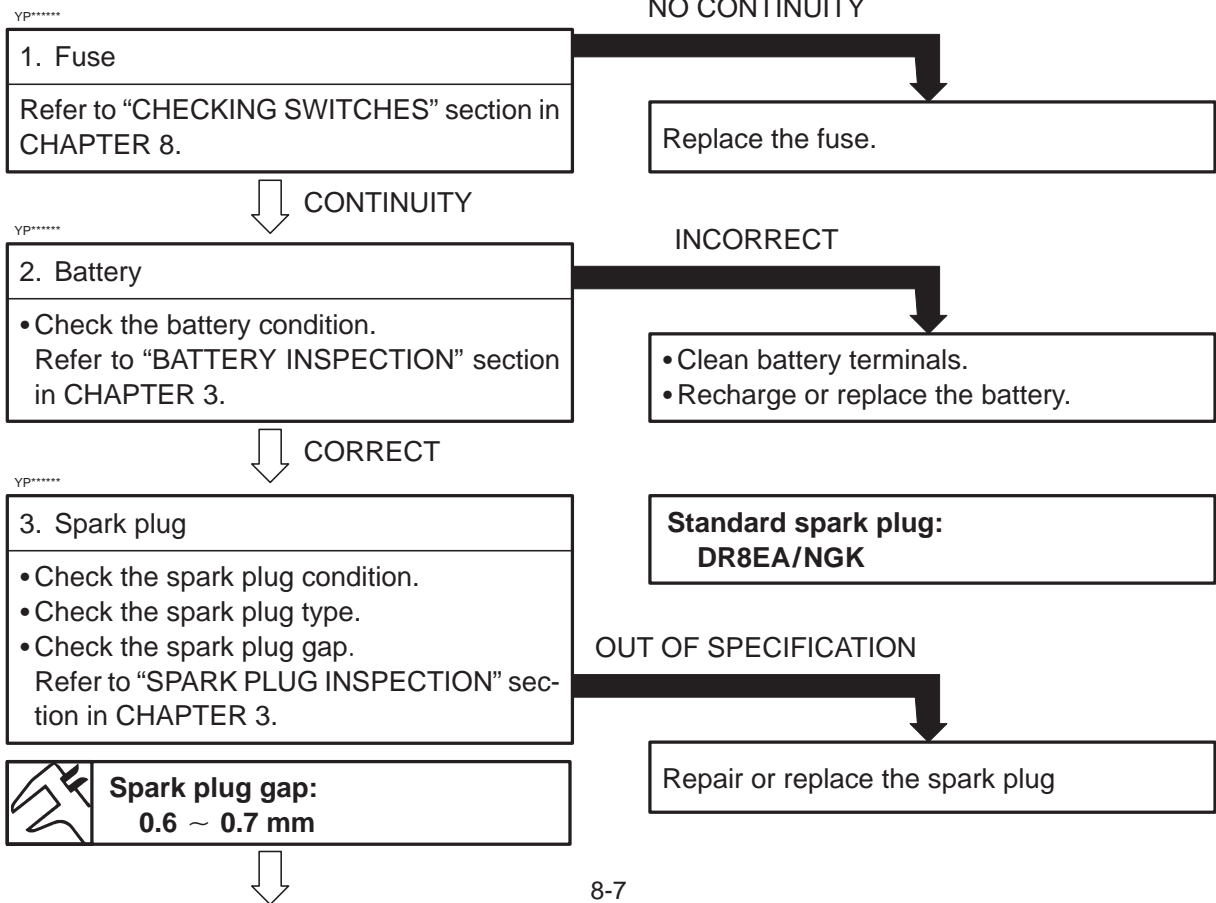 NO CONTINUITY
YP******
1. Fuse
Refer to “CHECKING SWITCHES” section in
CHAPTER 8.
Replace the fuse.
CONTINUITY
YP******
INCORRECT
2. Battery
• Check the battery condition.
Refer to “BATTERY INSPECTION” section
in CHAPTER 3.
• Clean battery terminals.
• Recharge or replace the battery.
CORRECT
YP******
3. Spark plug
• Check the spark plug condition.
• Check the spark plug type.
• Check the spark plug gap.
Refer to “SPARK PLUG INSPECTION” sec-
tion in CHAPTER 3.
Standard spark plug:
DR8EA/NGK
OUT OF SPECIFICATION
Repair or replace the spark plug
Spark plug gap:
0.6 ~ 0.7 mm
8-7